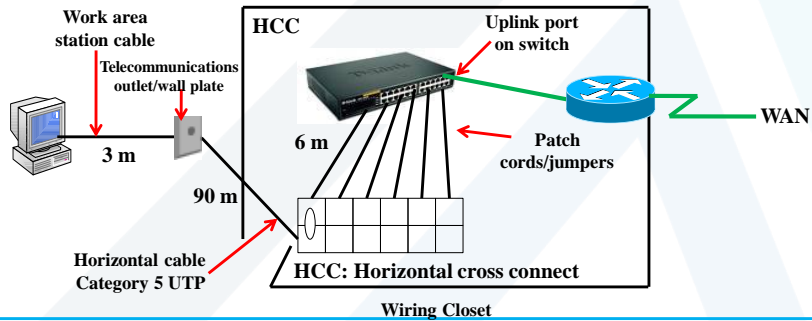 Work area
station cable
HCC
Uplink port
on switch
Telecommunications
outlet/wall plate
WAN
3 m
6 m
Patch
cords/jumpers
90 m
Horizontal cable
Category 5 UTP
HCC: Horizontal cross connect
Wiring Closet